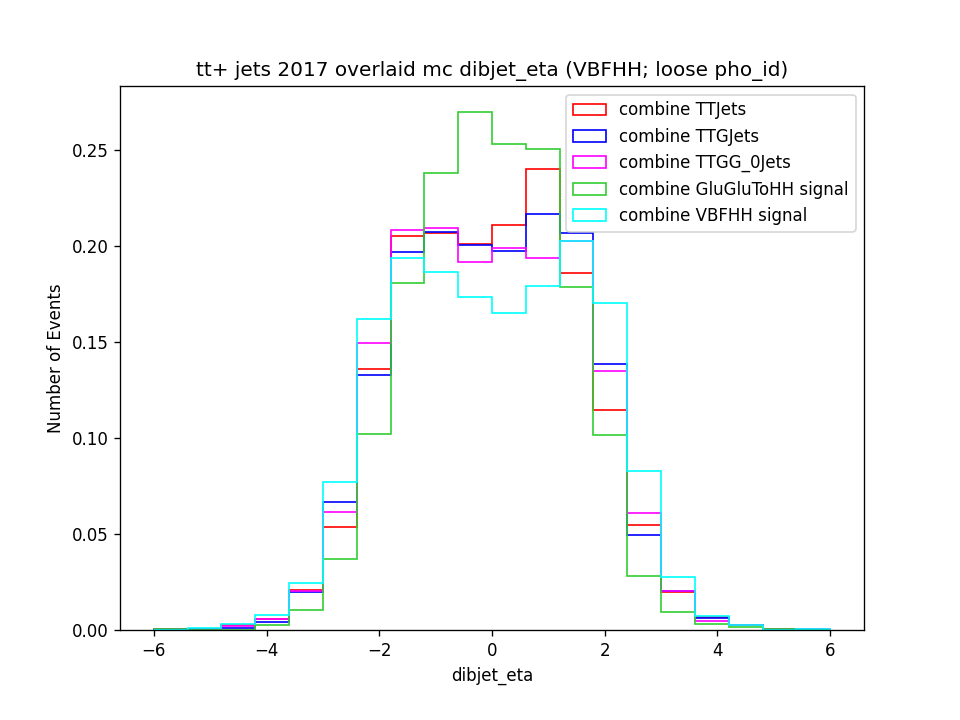 tt+ jets 2017 overlaid mc dibjet_eta (VBFHH; loose pho_id)
combine TTJets
combine TTGJets
combine TTGG_0Jets
combine GluGluToHH signal
combine VBFHH signal
Number of Events
0.25
0.20
0.15
0.10
0.05
0.00
−6 −4 −2 0 2 4 6
dibjet_eta